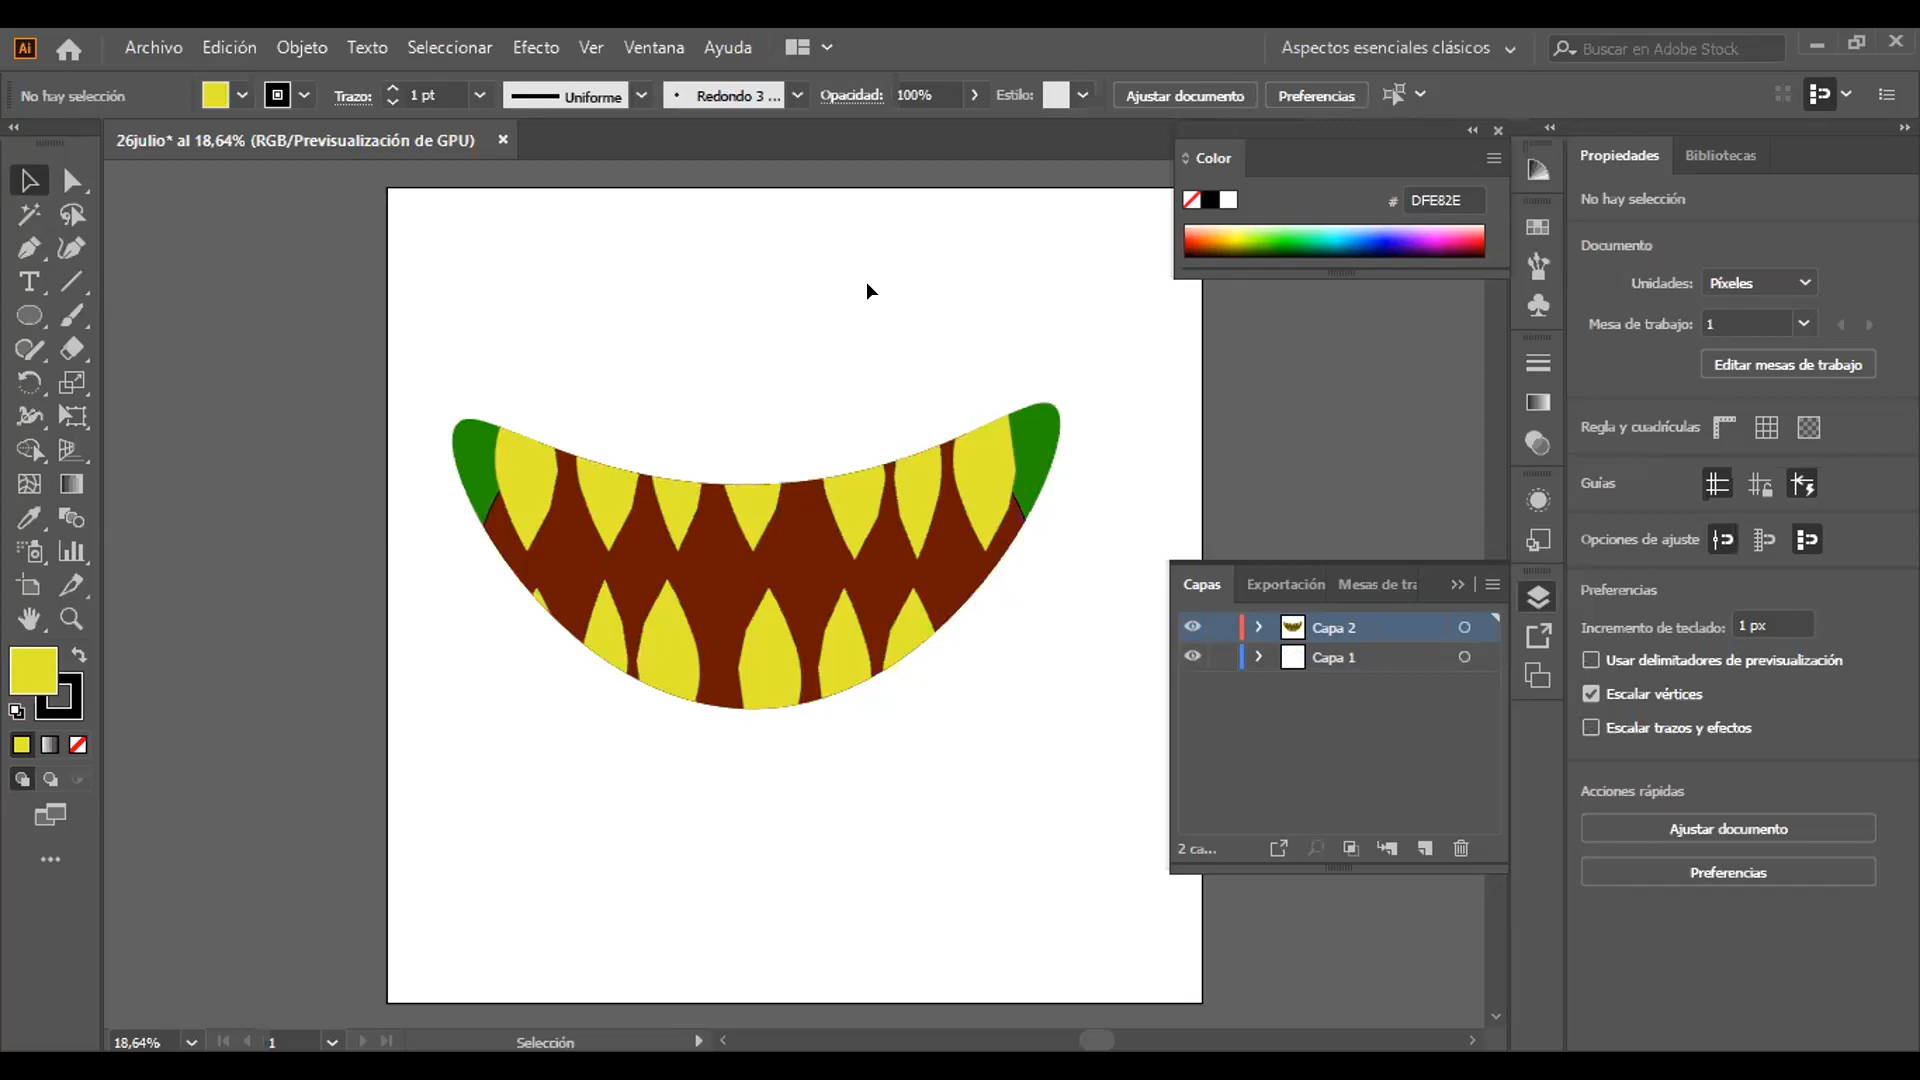 Ai
Archivo Edición Objeto Texto Seleccionar Efecto Ver Ventana Ayuda
Aspectos esenciales clásicos
Buscar en Adobe Stock
No hay selección
Trazo: 1 pt
Uniforme
Redondo 3 ...
Opacidad: 100%
Estilo:
Ajustar documento
Preferencias
26julio* al 18,64% (RGB/Previsualización de GPU)
Color
# DFE82E
Propiedades Bibliotecas
No hay selección
Documento
Unidades: Píxeles
Mesa de trabajo: 1
Editar mesas de trabajo
Regla y cuadrículas
Guías
Opciones de ajuste
Preferencias
Incremento de teclado: 1 px
Usar delimitadores de previsualización
Escalar vértices
Escalar trazos y efectos
Acciones rápidas
Ajustar documento
Preferencias
Capas Exportación Mesas de tra
Capa 2
Capa 1
2 ca...
18,64%
1
Selección